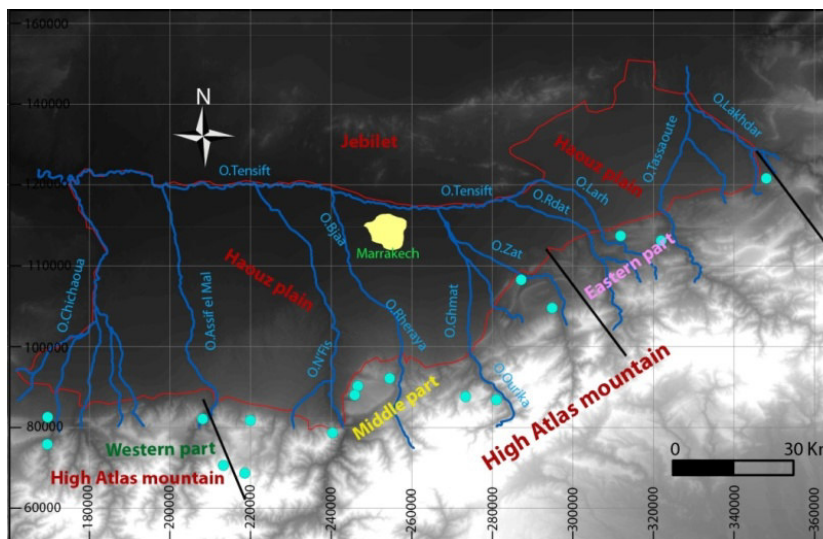 160000
140000
120000
110000
100000
80000
60000
N
Jebilet
Haouz plain
O.Lakhdar
O.Tassaoute
O.Tensift
O.Tensift
O.Larh
O.Rdat
O.Bjaa
Marrakech
O.Zat
Eastern part
O.Chichaoua
O.Assif el Mal
Haouz plain
O.N'Fis
O.Rheraya
O.Ghmat
O.Ourika
Middle part
High Atlas mountain
Western part
High Atlas mountain
0 30 Km
180000
200000
220000
240000
260000
280000
300000
320000
340000
360000